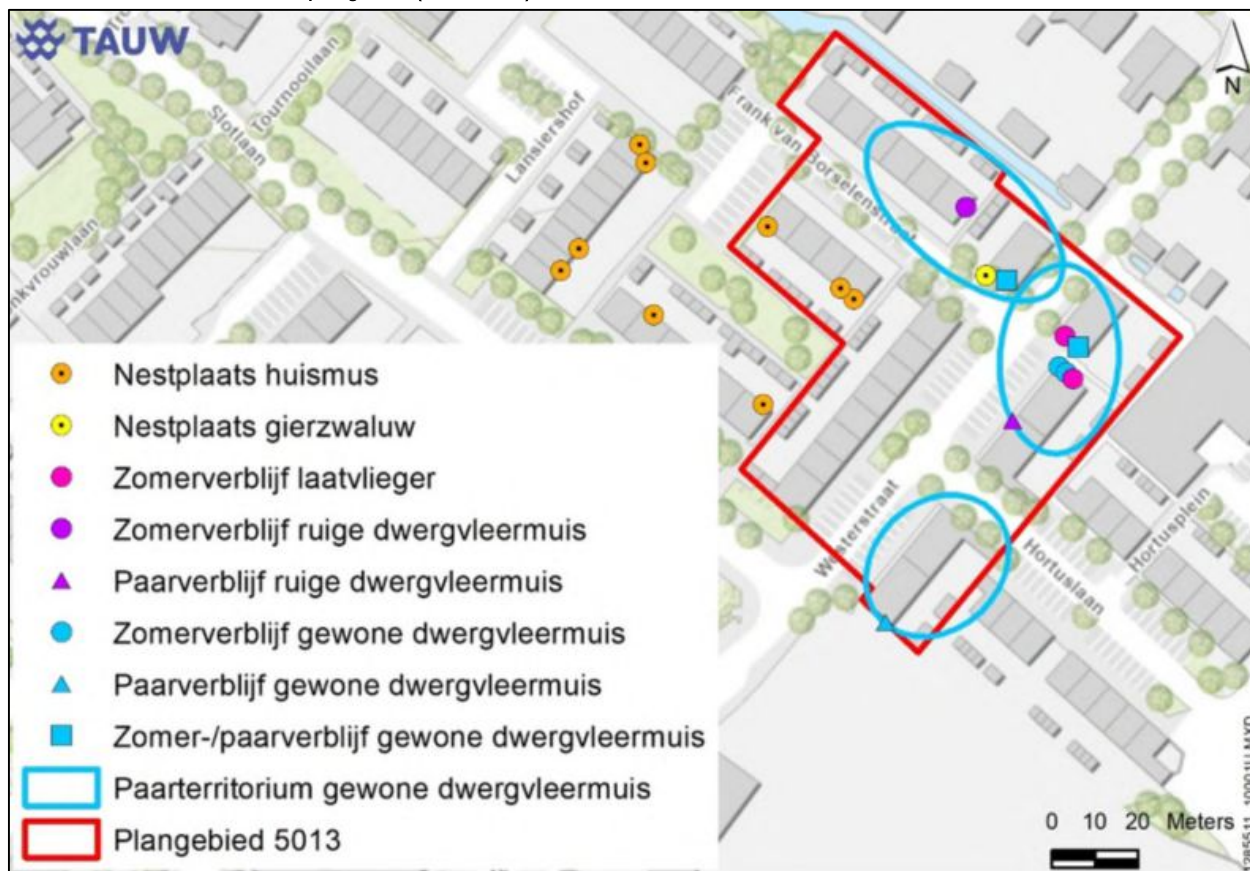 TAUW
Tournooilaan
Slotlaan
Lansiershof
Frank van Borselenstraat
N
nkvrouwlaan
Westerstraat
Hortuslaan
Hortusplein
Nestplaats huismus
Nestplaats gierzwaluw
Zomerverblijf laatvlieger
Zomerverblijf ruige dwergvleermuis
Paarverblijf ruige dwergvleermuis
Zomerverblijf gewone dwergvleermuis
Paarverblijf gewone dwergvleermuis
Zomer-/paarverblijf gewone dwergvleermuis
Paarterritorium gewone dwergvleermuis
Plangebied 5013
0 10 20 Meters